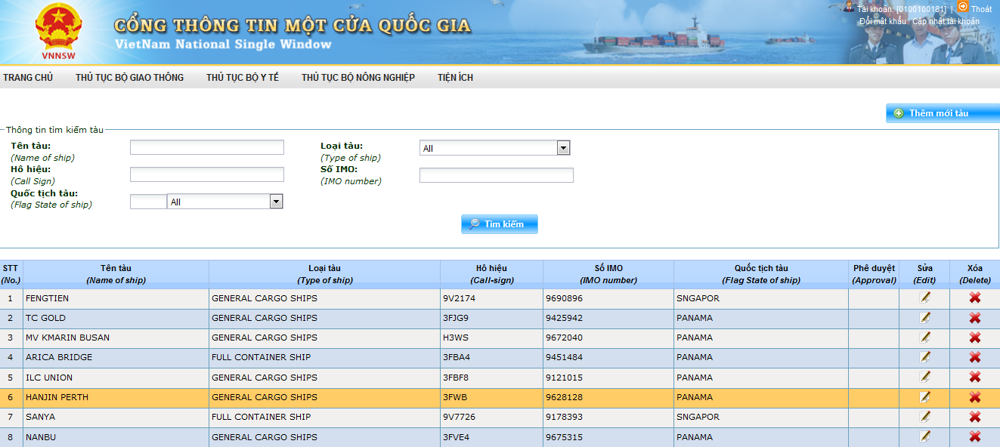 CỔNG THÔNG TIN MỘT CỬA QUỐC GIA
VietNam National Single Window
VNNSW
Tài khoản: [0100100181] | Thoát
Đổi mật khẩu Cập nhật tài khoản
TRANG CHỦ THỦ TỤC BỘ GIAO THÔNG THỦ TỤC BỘ Y TẾ THỦ TỤC BỘ NÔNG NGHIỆP TIỆN ÍCH
Thêm mới tàu
Thông tin tìm kiếm tàu
Tên tàu: Loại tàu: All
(Name of ship) (Type of ship)
Hô hiệu: Số IMO:
(Call Sign) (IMO number)
Quốc tịch tàu: All
(Flag State of ship)
Tìm kiếm
STT Tên tàu Loại tàu Hô hiệu Số IMO Quốc tịch tàu Phê duyệt Sửa Xóa
(No.) (Name of ship) (Type of ship) (Call-sign) (IMO number) (Flag State of ship) (Approval) (Edit) (Delete)
1 FENGTIEN GENERAL CARGO SHIPS 9V2174 9690896 SNGAPOR
2 TC GOLD GENERAL CARGO SHIPS 3FJG9 9425942 PANAMA
3 MV KMARIN BUSAN GENERAL CARGO SHIPS H3WS 9672040 PANAMA
4 ARICA BRIDGE FULL CONTAINER SHIP 3FBA4 9451484 PANAMA
5 ILC UNION GENERAL CARGO SHIPS 3FBF8 9121015 PANAMA
6 HANJIN PERTH GENERAL CARGO SHIPS 3FWB 9628128 PANAMA
7 SANYA FULL CONTAINER SHIP 9V7726 9178393 SNGAPOR
8 NANBU GENERAL CARGO SHIPS 3FVE4 9675315 PANAMA